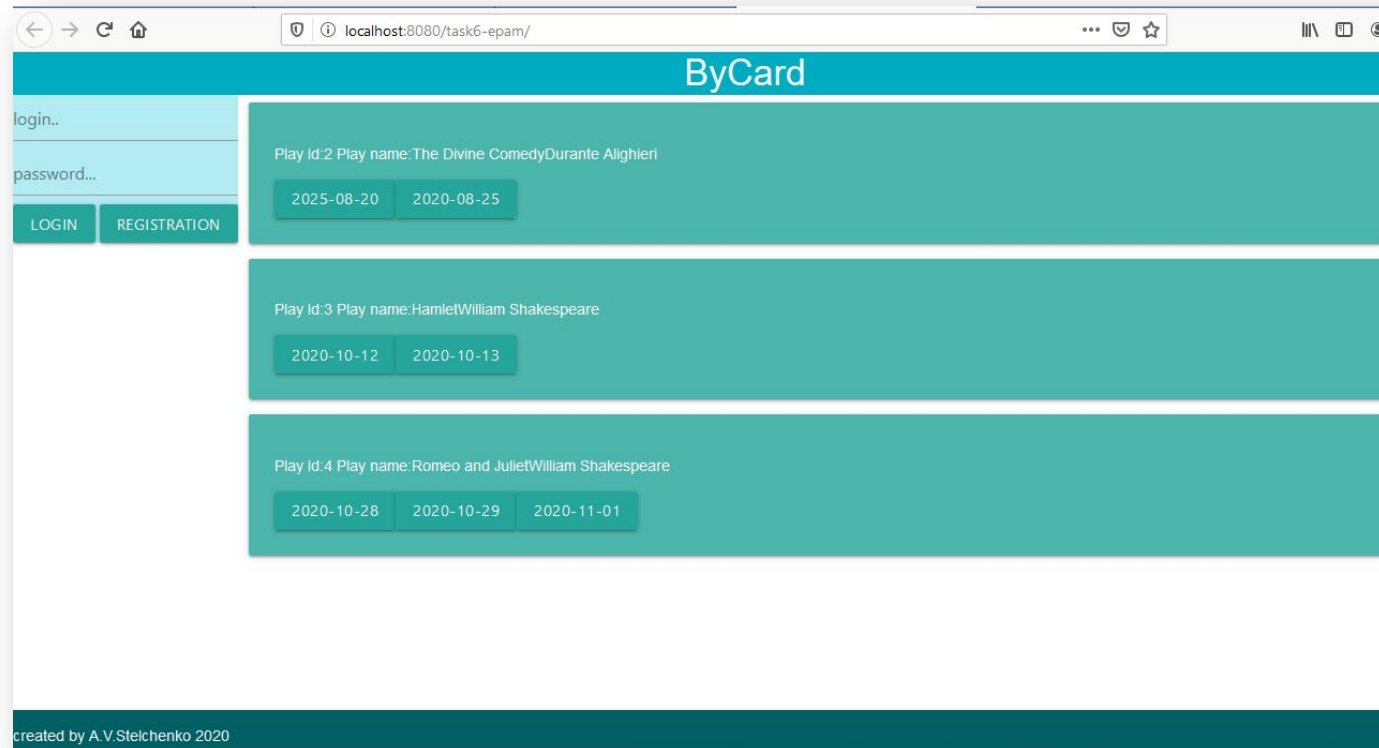 localhost:8080/task6-epam/
ByCard
login..
password...
LOGIN REGISTRATION
Play Id:2 Play name:The Divine ComedyDurante Alighieri
2025-08-20 2020-08-25
Play Id:3 Play name:HamletWilliam Shakespeare
2020-10-12 2020-10-13
Play Id:4 Play name:Romeo and JulietWilliam Shakespeare
2020-10-28 2020-10-29 2020-11-01
created by A.V.Stelchenko 2020